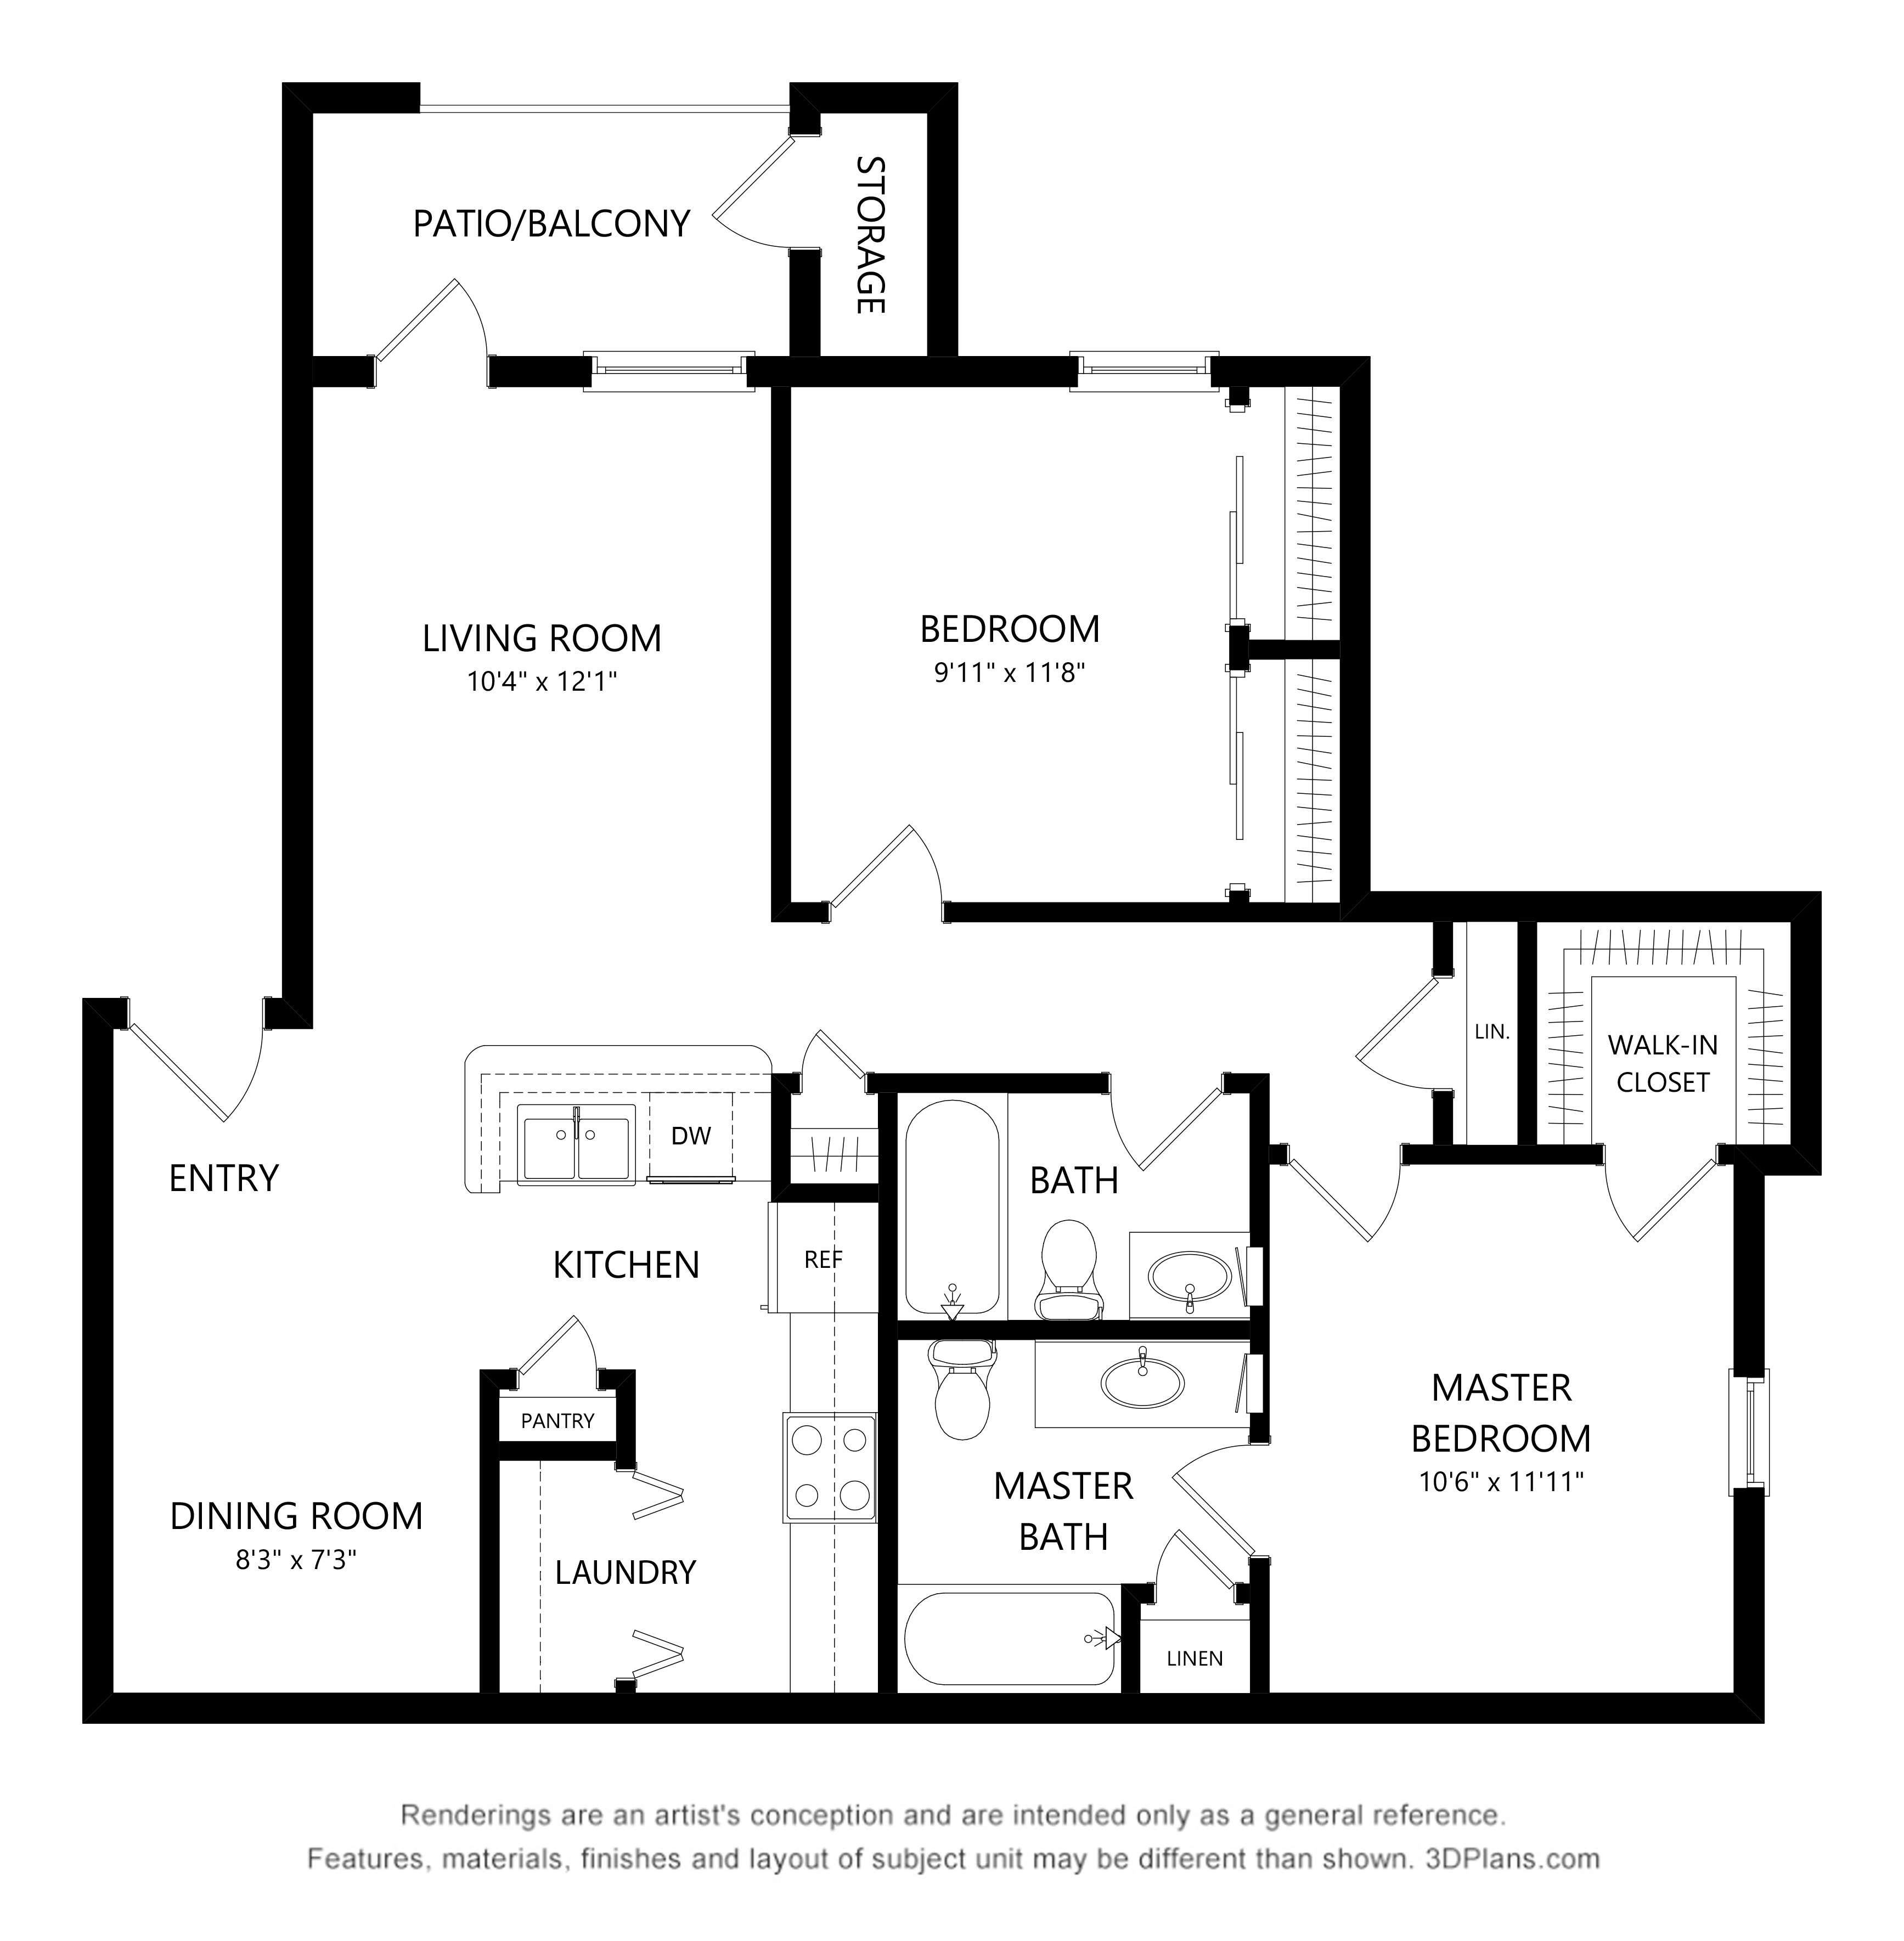 PATIO/BALCONY
STORAGE
LIVING ROOM
10'4" x 12'1"
BEDROOM
9'11" x 11'8"
LIN.
WALK-IN
CLOSET
ENTRY
DW
BATH
KITCHEN
REF
PANTRY
MASTER
BEDROOM
10'6" x 11'11"
MASTER
BATH
DINING ROOM
8'3" x 7'3"
LAUNDRY
LINEN
Renderings are an artist's conception and are intended only as a general reference.
Features, materials, finishes and layout of subject unit may be different than shown. 3DPlans.com